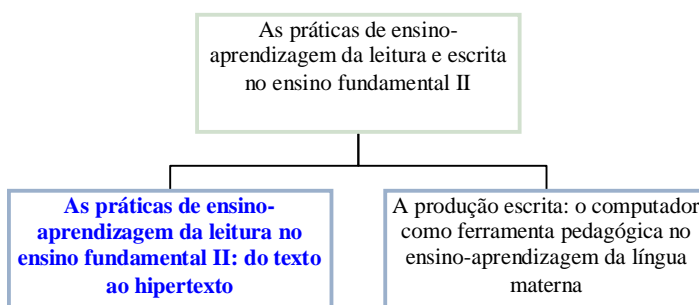 As práticas de ensino-
aprendizagem da leitura e escrita
no ensino fundamental II
As práticas de ensino-
aprendizagem da leitura no
ensino fundamental II: do texto
ao hipertexto
A produção escrita: o computador
como ferramenta pedagógica no
ensino-aprendizagem da língua
materna